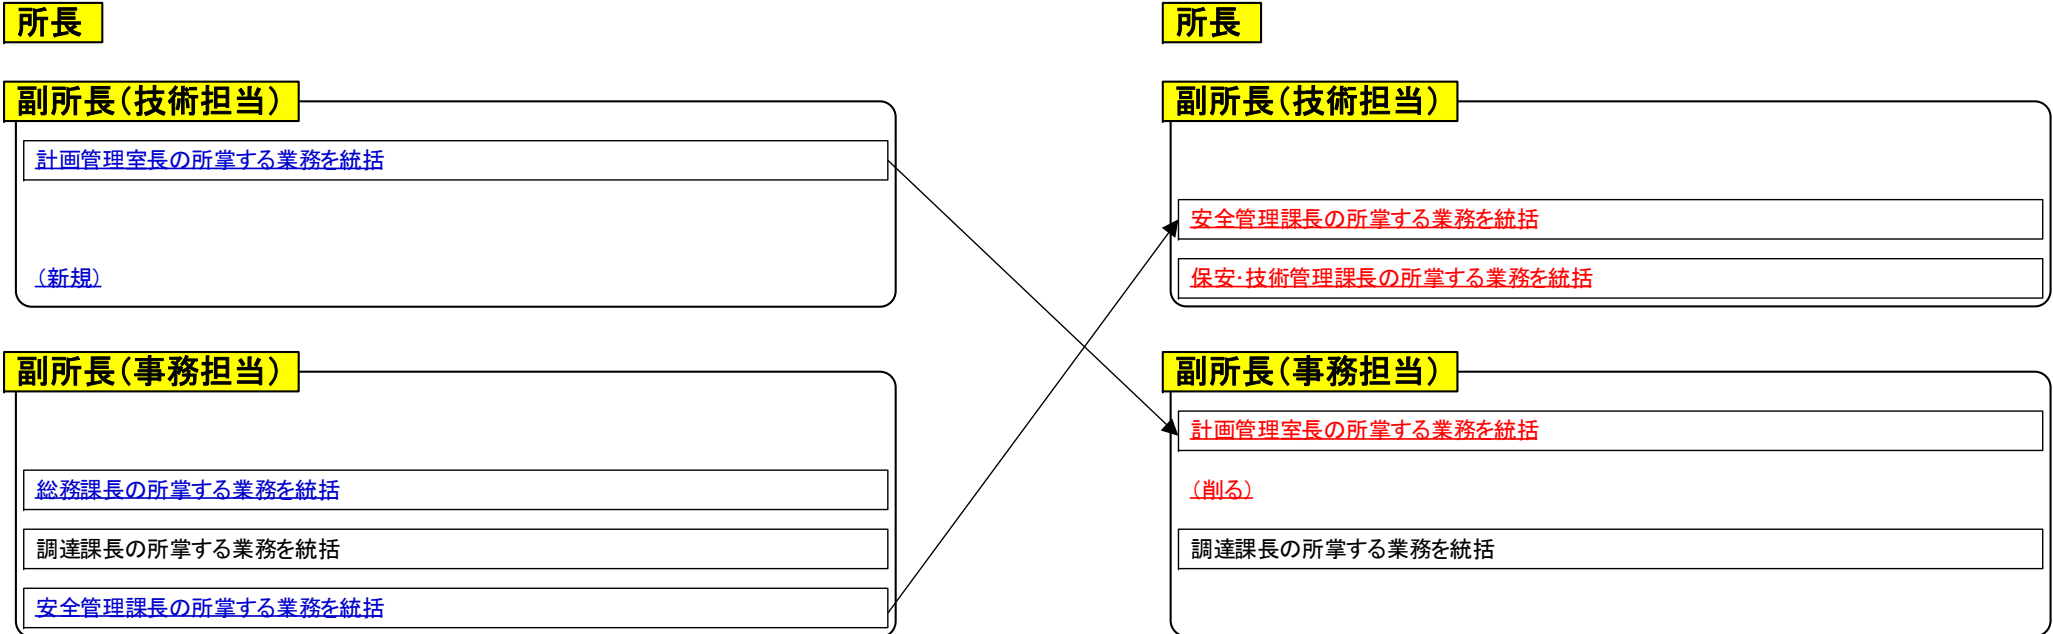 所長
副所長(技術担当)
計画管理室長の所掌する業務を統括
(新規)
副所長(事務担当)
総務課長の所掌する業務を統括
調達課長の所掌する業務を統括
安全管理課長の所掌する業務を統括
所長
副所長(技術担当)
安全管理課長の所掌する業務を統括
保安・技術管理課長の所掌する業務を統括
副所長(事務担当)
計画管理室長の所掌する業務を統括
(削る)
調達課長の所掌する業務を統括